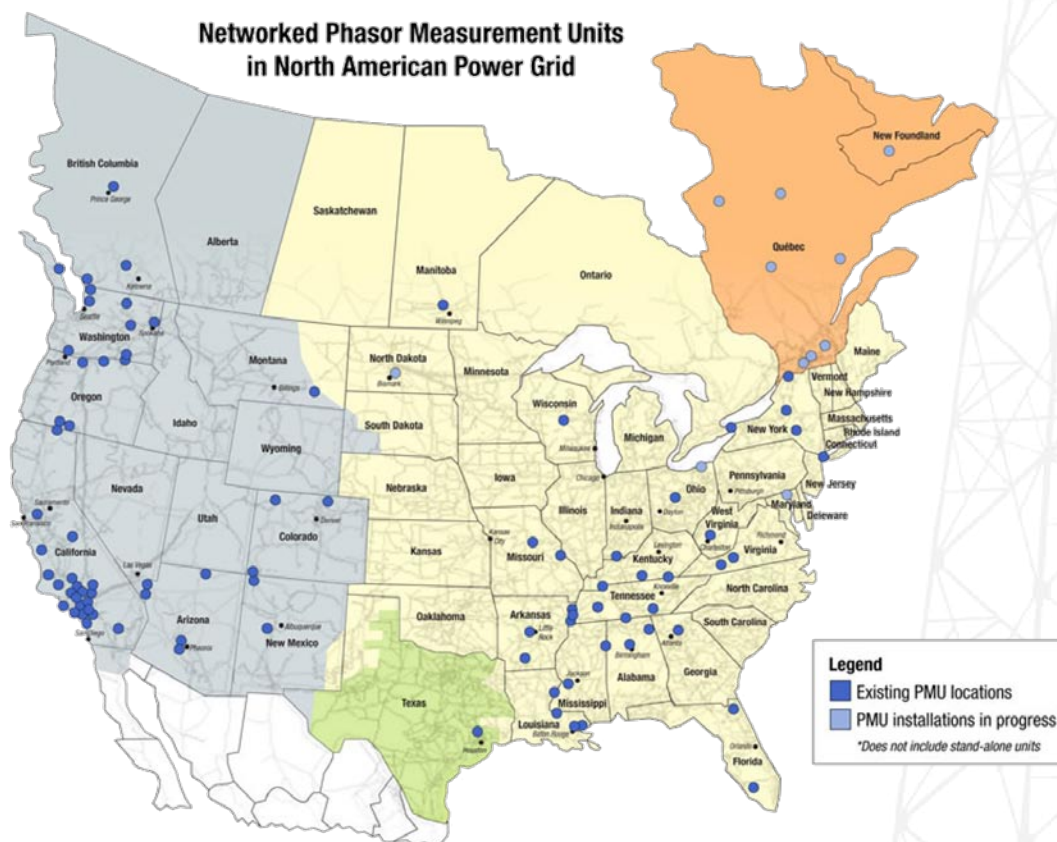 Networked Phasor Measurement Units
in North American Power Grid
British Columbia
Prince George
Alberta
Saskatchewan
Manitoba
Winnipeg
Ontario
Québec
New Foundland
Kelowna
Seattle
Spokane
Washington
Portland
Oregon
Idaho
Montana
Billings
North Dakota
Bismark
Minnesota
South Dakota
Wyoming
Nebraska
Iowa
Wisconsin
Milwaukee
Michigan
Chicago
Maine
Vermont
New Hampshire
Massachusetts
Rhode Island
Connecticut
New York
Pennsylvania
Pittsburgh
New Jersey
Maryland
Deleware
Nevada
Utah
Sacramento
San Francisco
California
Las Vegas
San Diego
Colorado
Denver
Kansas
Kansas
City
Missouri
Illinois
Indiana
Indianapolis
Ohio
Dayton
West
Virginia
Charleston
Virginia
Richmond
Kentucky
Lexington
Knoxville
Tennessee
North Carolina
South Carolina
Arizona
Phoenix
New Mexico
Albuquerque
Oaklahoma
Arkansas
Little
Rock
Texas
Houston
Louisiana
Baton Rouge
Mississippi
Jackson
Alabama
Birmingham
Georgia
Atlanta
Florida
Orlando
Legend
Existing PMU locations
PMU installations in progress
*Does not include stand-alone units